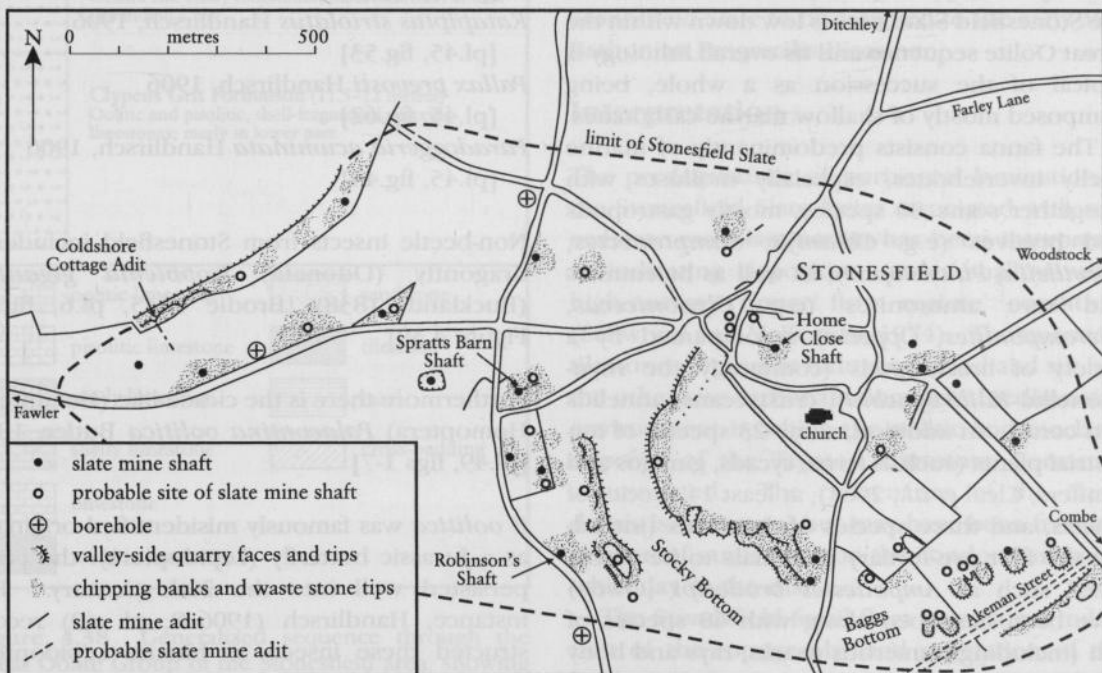 N
0 metres 500
Ditchley
Farley Lane
limit of Stonesfield Slate
Coldshore
Cottage Adit
Woodstock
STONESFIELD
Home
Close
Shaft
Spratts Barn
Shaft
Fawler
church
slate mine shaft
probable site of slate mine shaft
borehole
valley-side quarry faces and tips
chipping banks and waste stone tips
slate mine adit
probable slate mine adit
Robinson's
Shaft
Stockey Bottom
Combe
Baggs
Bottom
Akeman Street